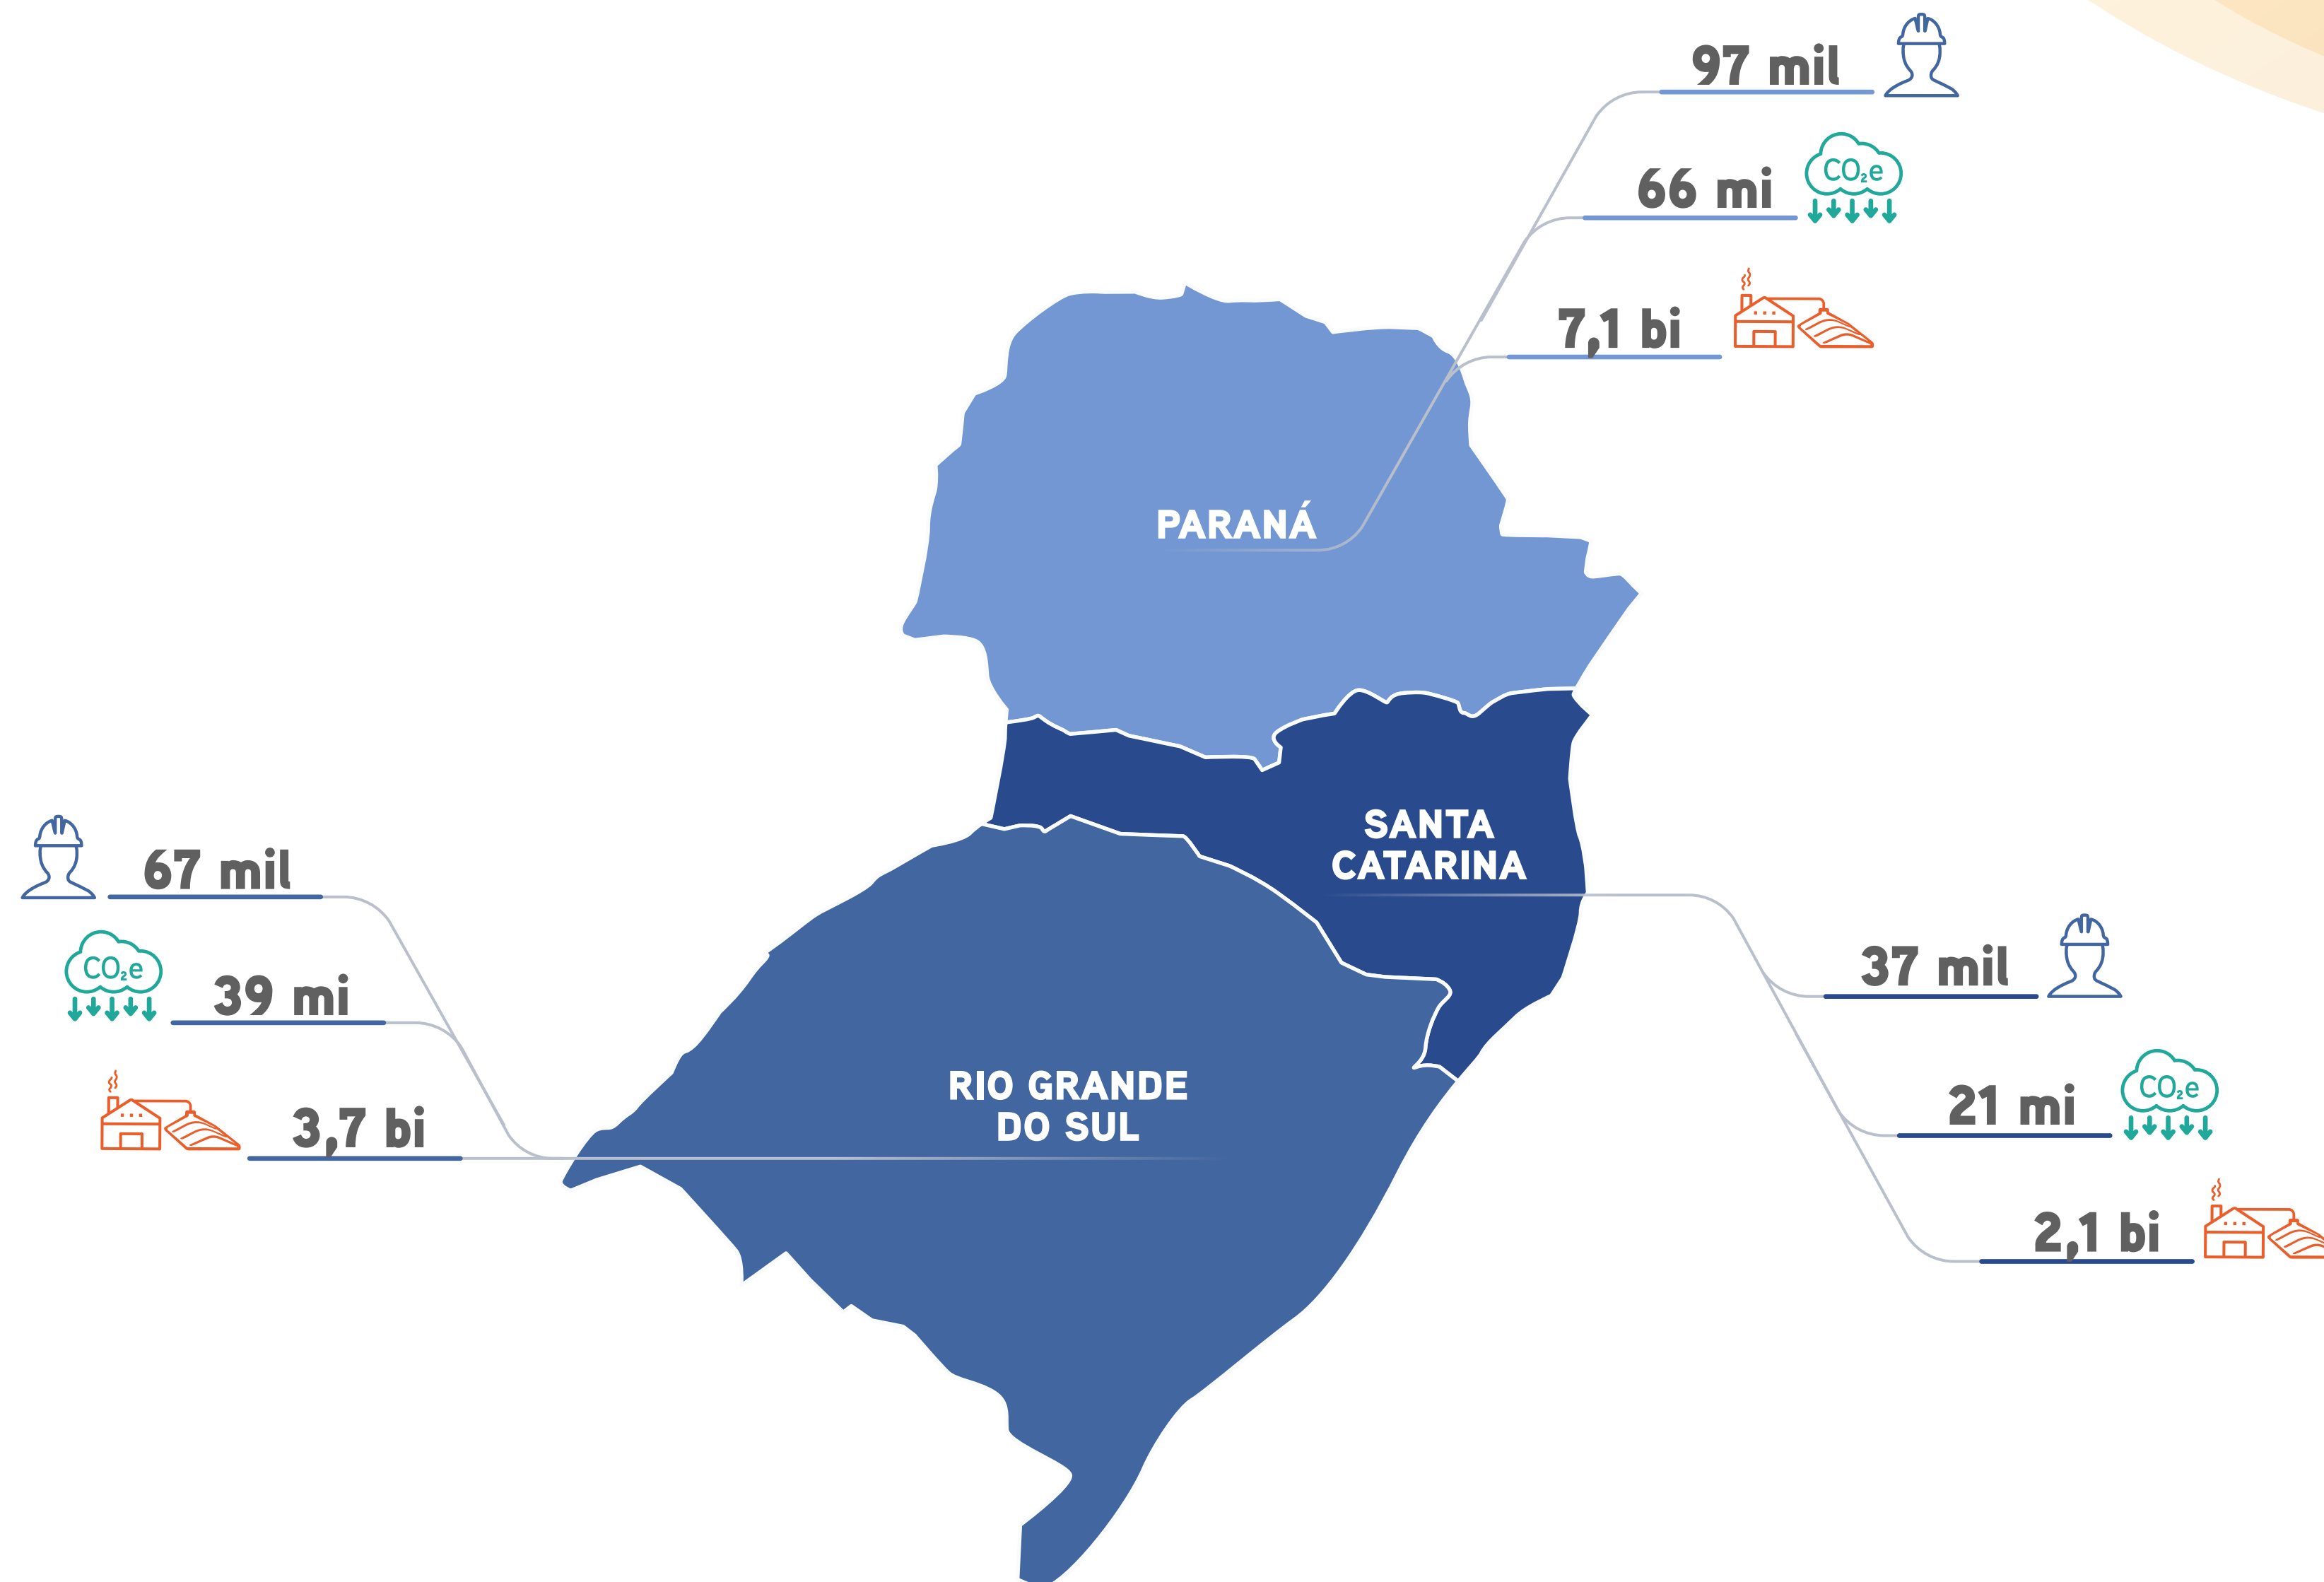 97 mil
CO₂e
66 mi
7,1 bi
PARANÁ
SANTA
CATARINA
67 mil
CO₂e
39 mi
3,7 bi
RIO GRANDE
DO SUL
37 mil
21 mi
CO₂e
2,1 bi